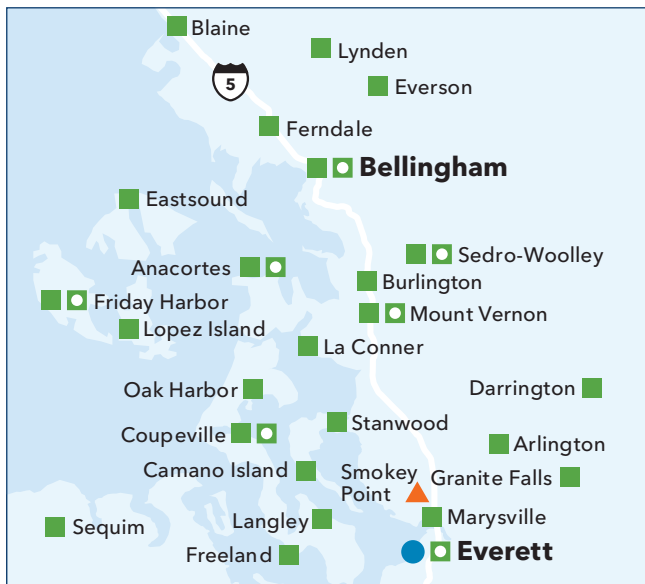 Blaine
Lynden
5
Everson
Ferndale
Bellingham
Eastsound
Sedro-Woolley
Anacortes
Burlington
Friday Harbor
Mount Vernon
Lopez Island
La Conner
Oak Harbor
Darrington
Stanwood
Coupeville
Arlington
Camano Island
Smokey
Point
Granite Falls
Langley
Marysville
Sequim
Freeland
Everett